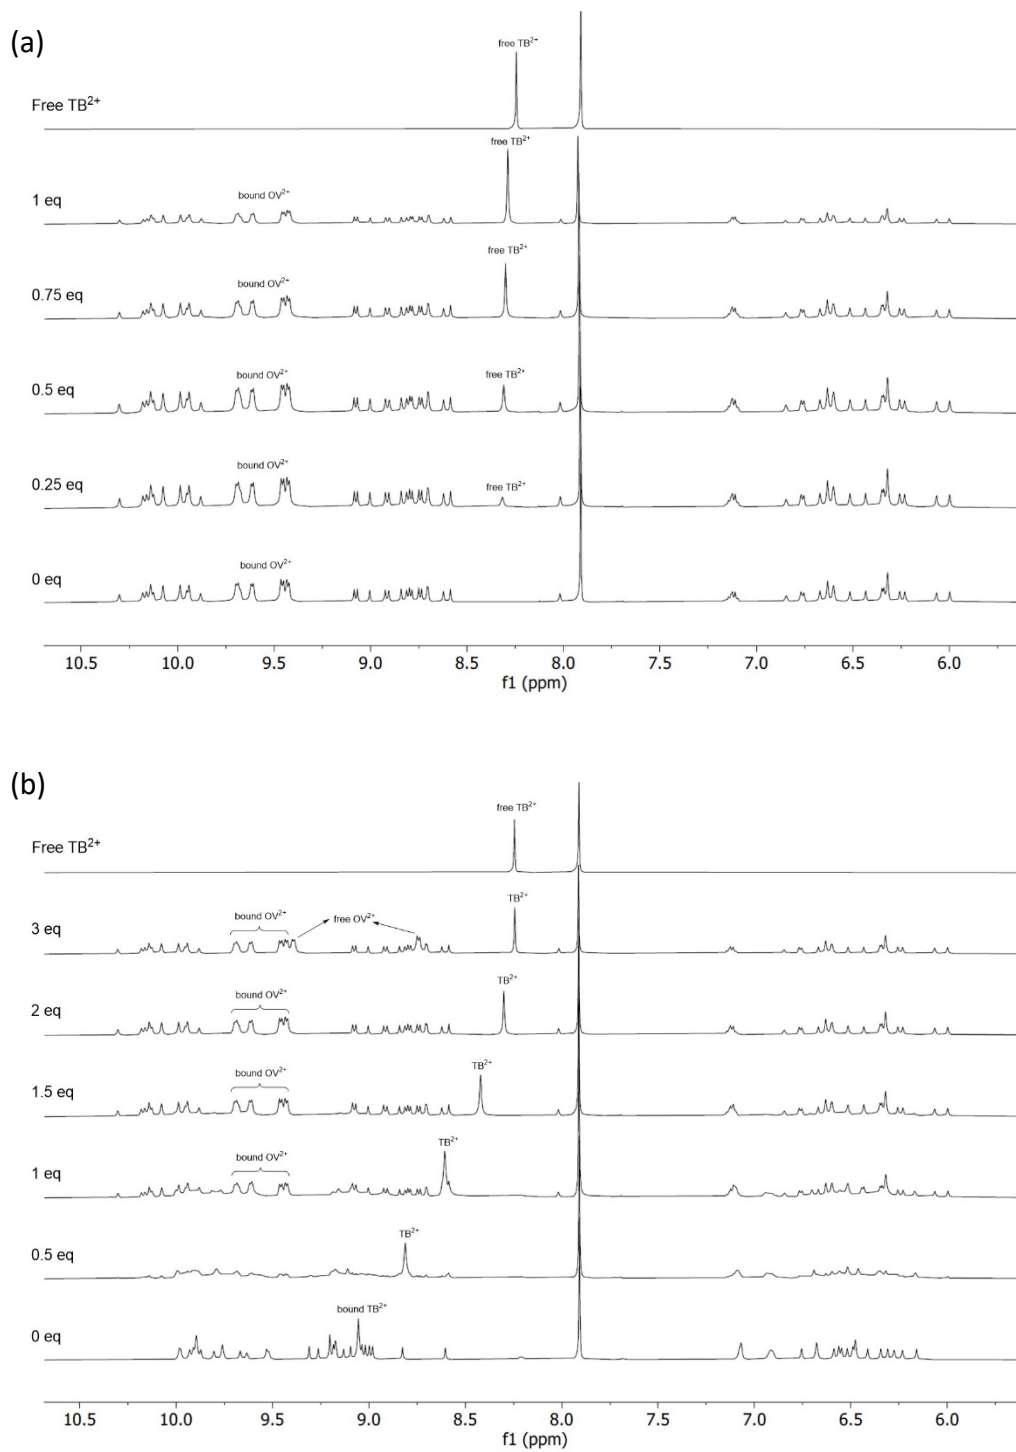 (a)
free TB²⁺
Free TB²⁺
free TB²⁺
1 eq
bound OV²⁺
free TB²⁺
0.75 eq
bound OV²⁺
free TB²⁺
0.5 eq
bound OV²⁺
free TB²⁺
0.25 eq
bound OV²⁺
0 eq
bound OV²⁺
10.5 10.0 9.5 9.0 8.5 8.0 7.5 7.0 6.5 6.0
f1 (ppm)
(b)
free TB²⁺
Free TB²⁺
TB²⁺
3 eq
bound OV²⁺
free OV²⁺
TB²⁺
2 eq
bound OV²⁺
TB²⁺
1.5 eq
bound OV²⁺
TB²⁺
1 eq
bound OV²⁺
TB²⁺
0.5 eq
bound TB²⁺
0 eq
10.5 10.0 9.5 9.0 8.5 8.0 7.5 7.0 6.5 6.0
f1 (ppm)